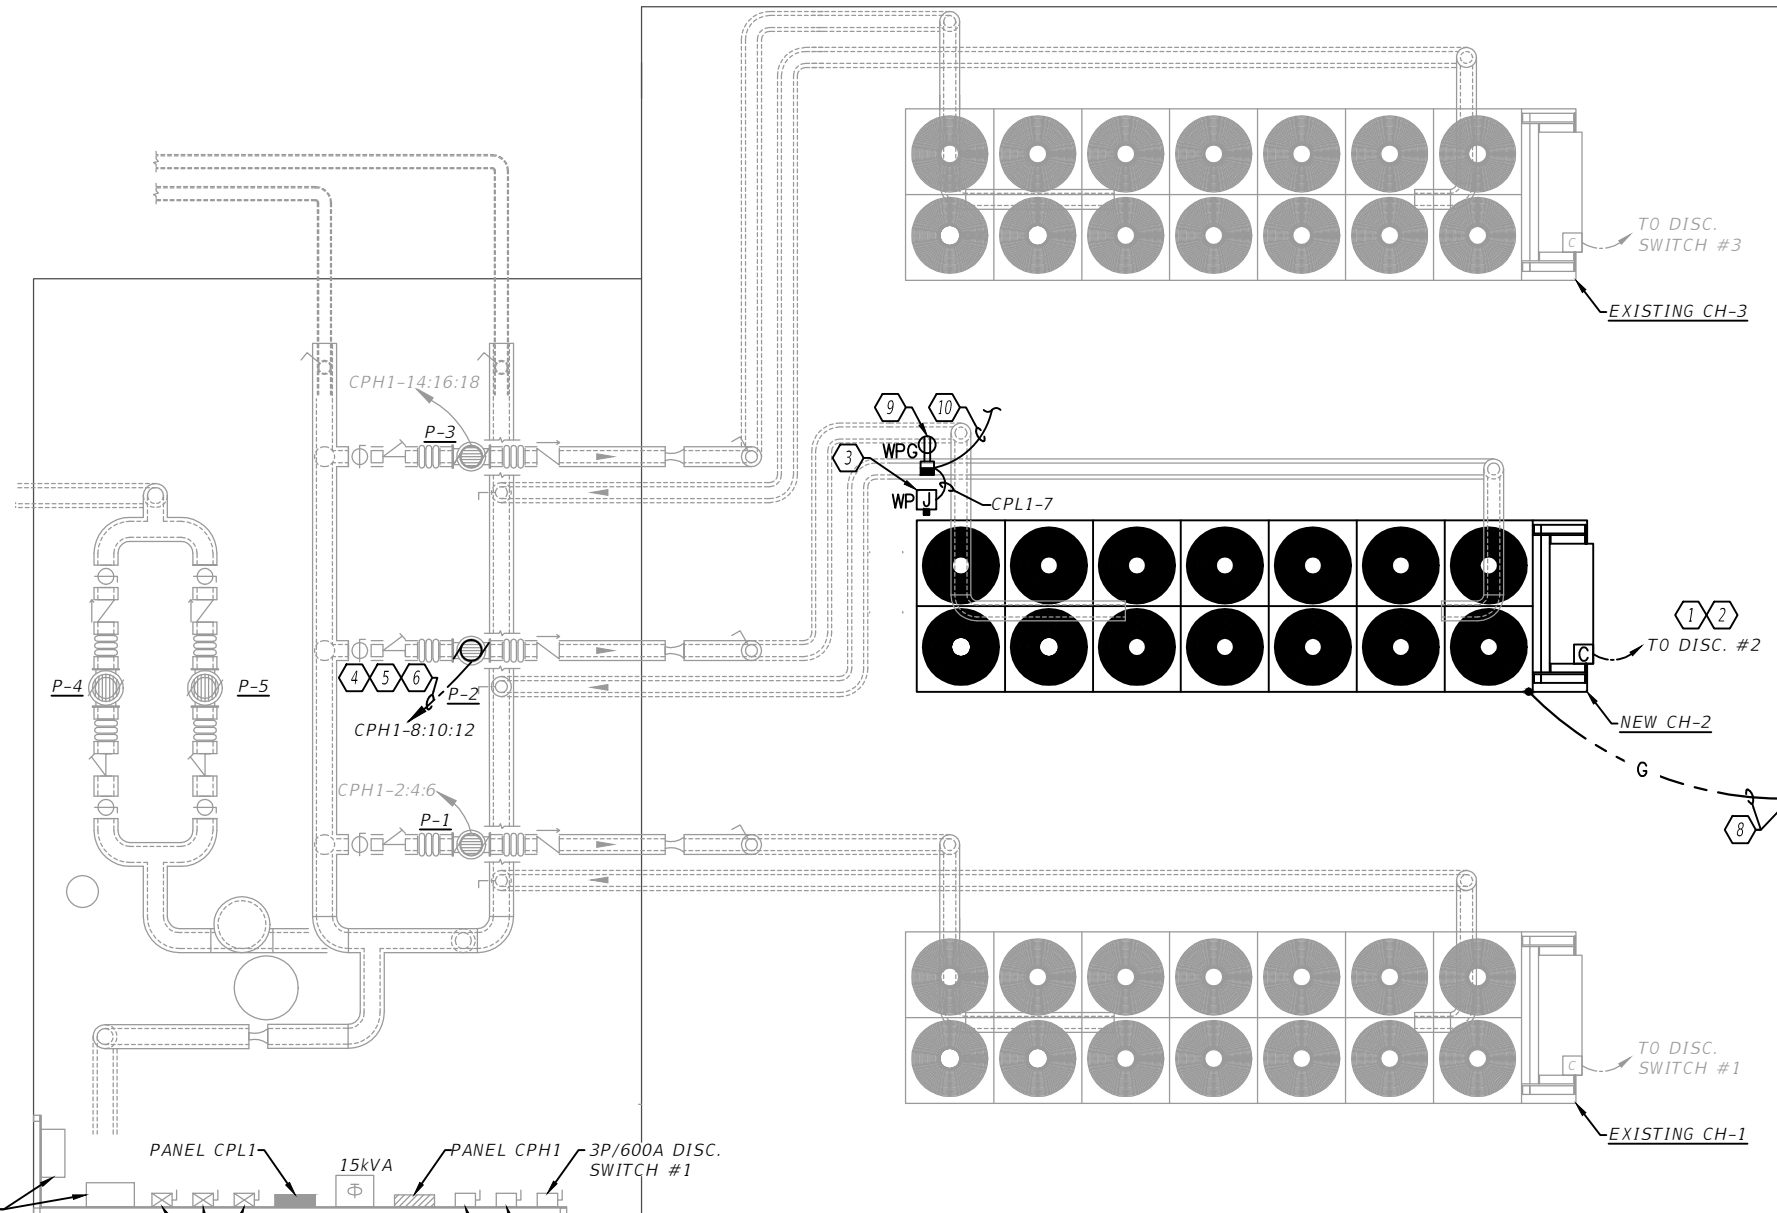 TO DISC.
SWITCH #3
EXISTING CH-3
CPH1-14:16:18
P-3
9
10
WPG
3
WP
J
CPL1-7
1
2
C
TO DISC. #2
4
5
6
P-2
CPH1-8:10:12
P-4
P-5
NEW CH-2
G
8
CPH1-2:4:6
P-1
TO DISC.
SWITCH #1
C
C
EXISTING CH-1
PANEL CPL1
15kVA
PANEL CPH1
3P/600A DISC.
SWITCH #1